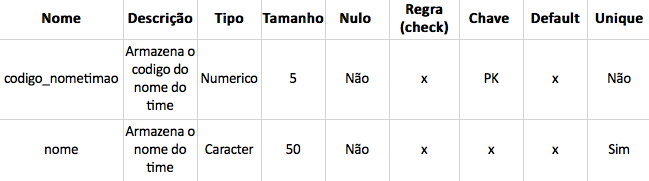 Nome Descrição Tipo Tamanho Nulo Regra (check) Chave Default Unique
codigo_nometimao Armazena o codigo do nome do time Numerico 5 Não x PK x Não
nome Armazena o nome do time Caracter 50 Não x x x Sim